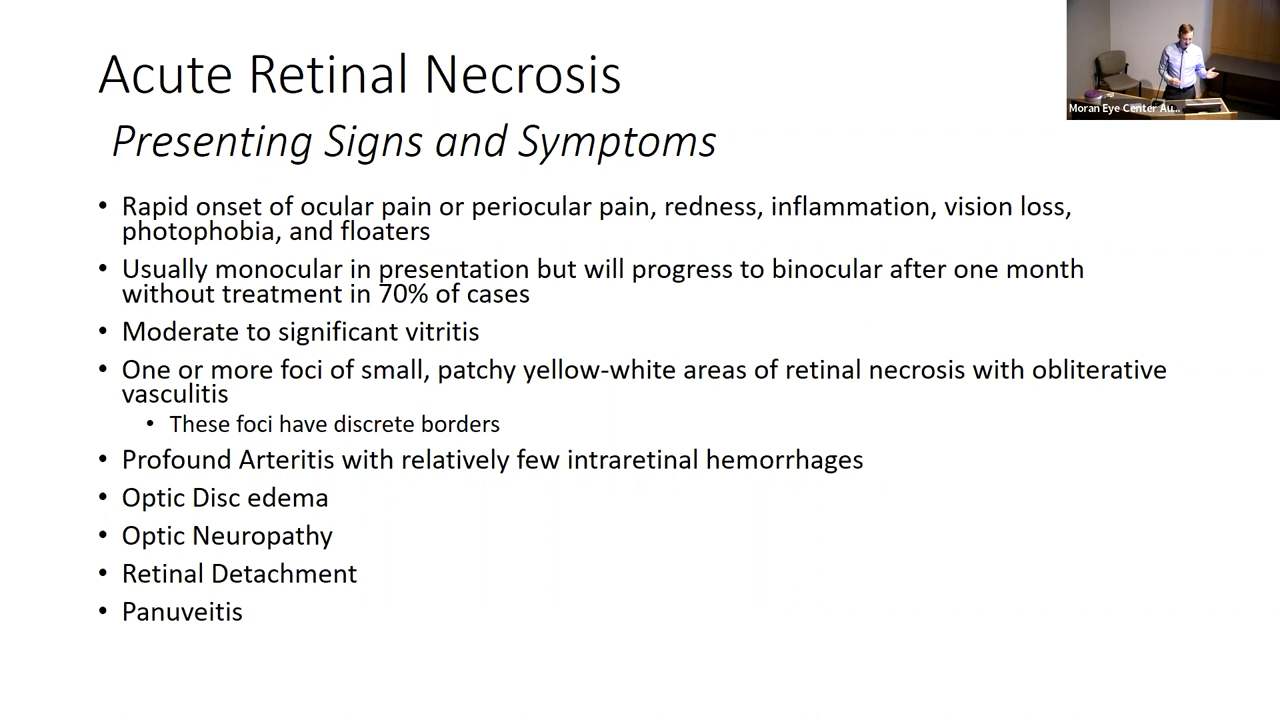 Acute Retinal Necrosis
Presenting Signs and Symptoms
• Rapid onset of ocular pain or periocular pain, redness, inflammation, vision loss,
photophobia, and floaters
• Usually monocular in presentation but will progress to binocular after one month
without treatment in 70% of cases
• Moderate to significant vitritis
• One or more foci of small, patchy yellow-white areas of retinal necrosis with obliterative
vasculitis
• These foci have discrete borders
• Profound Arteritis with relatively few intraretinal hemorrhages
• Optic Disc edema
• Optic Neuropathy
• Retinal Detachment
• Panuveitis
Moran Eye Center Au...